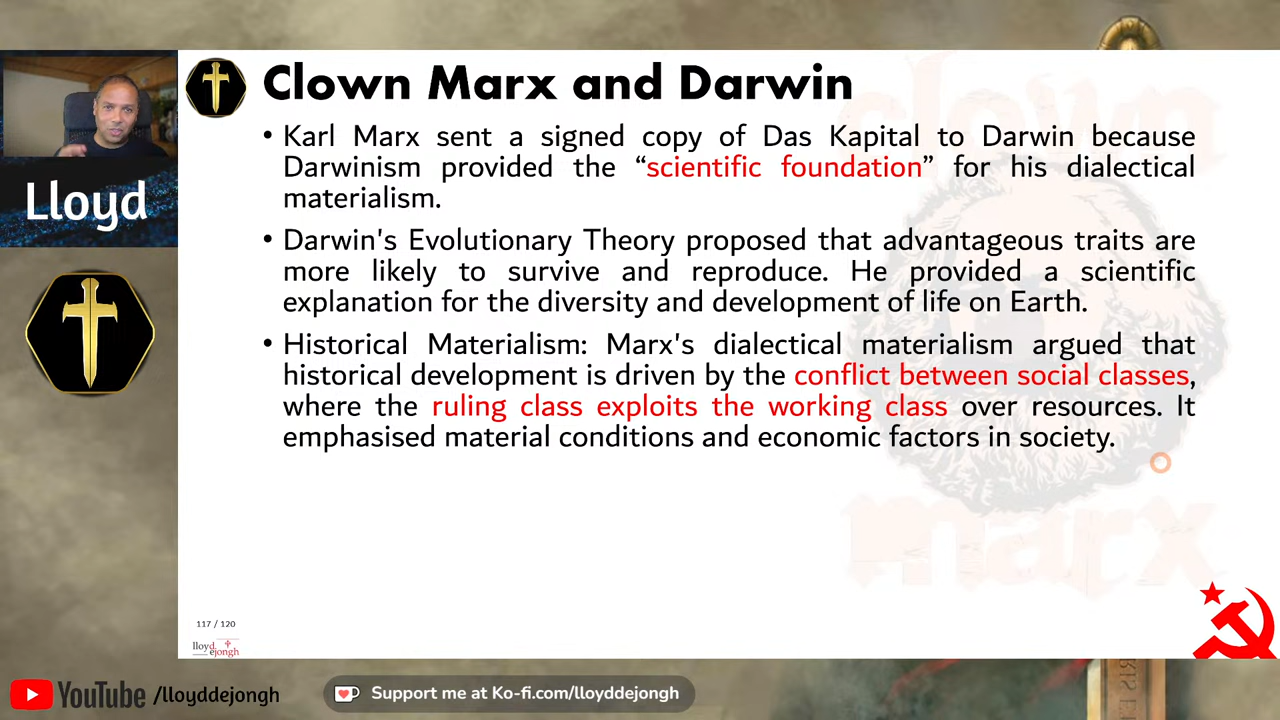 Clown Marx and Darwin
• Karl Marx sent a signed copy of Das Kapital to Darwin because
Darwinism provided the “scientific foundation” for his dialectical
materialism.
• Darwin's Evolutionary Theory proposed that advantageous traits are
more likely to survive and reproduce. He provided a scientific
explanation for the diversity and development of life on Earth.
• Historical Materialism: Marx's dialectical materialism argued that
historical development is driven by the conflict between social classes,
where the ruling class exploits the working class over resources. It
emphasised material conditions and economic factors in society.
clown
marx
Lloyd
117 / 120
lloyd
ejongh
YouTube /lloyddejongh
Support me at Ko-fi.com/lloyddejongh